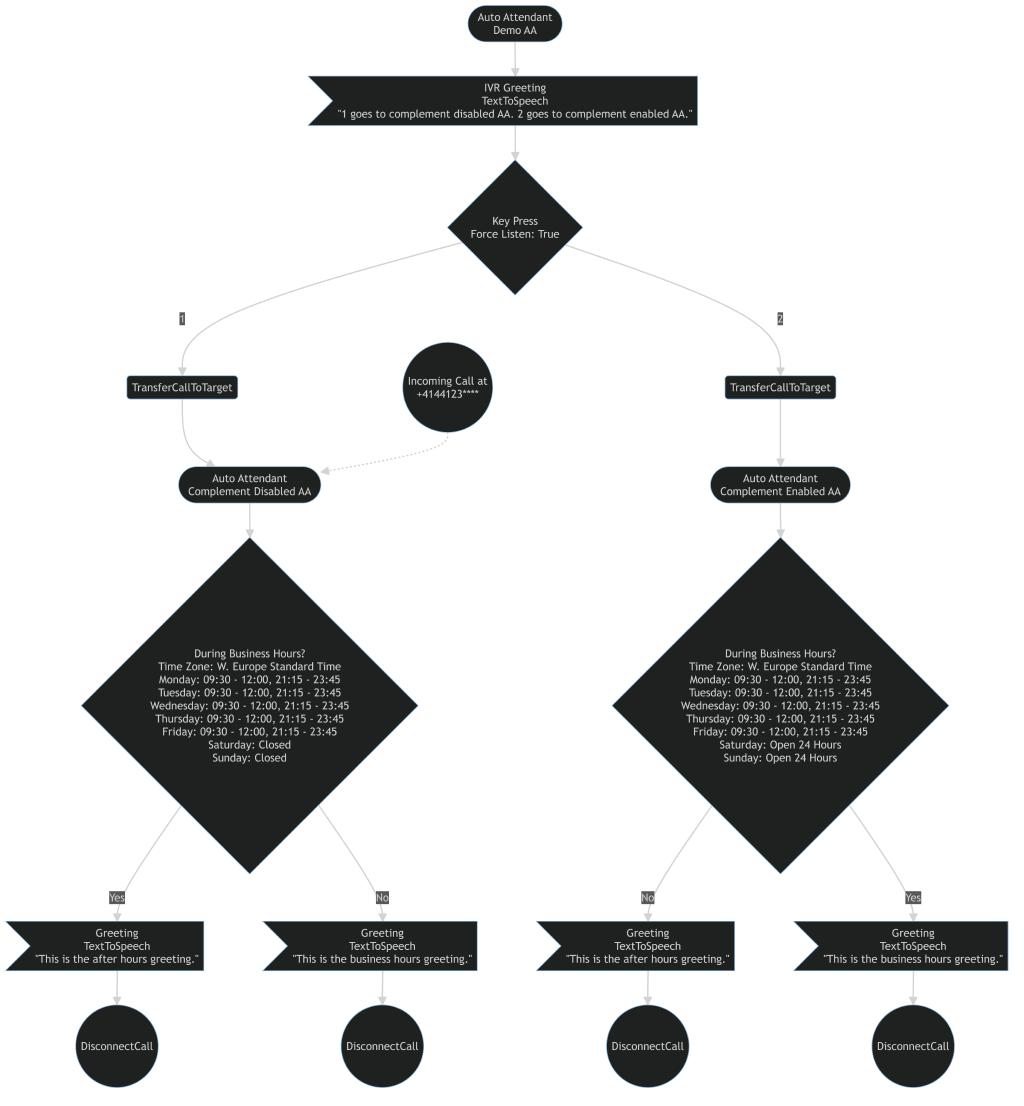 Auto Attendant
Demo AA
IVR Greeting
TextToSpeech
"1 goes to complement disabled AA. 2 goes to complement enabled AA."
Key Press
Force Listen: True
1
2
TransferCallToTarget
Incoming Call at
+4144123****
TransferCallToTarget
Auto Attendant
Complement Disabled AA
Auto Attendant
Complement Enabled AA
During Business Hours?
Time Zone: W. Europe Standard Time
Monday: 09:30 - 12:00, 21:15 - 23:45
Tuesday: 09:30 - 12:00, 21:15 - 23:45
Wednesday: 09:30 - 12:00, 21:15 - 23:45
Thursday: 09:30 - 12:00, 21:15 - 23:45
Friday: 09:30 - 12:00, 21:15 - 23:45
Saturday: Closed
Sunday: Closed
During Business Hours?
Time Zone: W. Europe Standard Time
Monday: 09:30 - 12:00, 21:15 - 23:45
Tuesday: 09:30 - 12:00, 21:15 - 23:45
Wednesday: 09:30 - 12:00, 21:15 - 23:45
Thursday: 09:30 - 12:00, 21:15 - 23:45
Friday: 09:30 - 12:00, 21:15 - 23:45
Saturday: Open 24 Hours
Sunday: Open 24 Hours
Yes
No
No
Yes
Greeting
TextToSpeech
"This is the after hours greeting."
Greeting
TextToSpeech
"This is the business hours greeting."
Greeting
TextToSpeech
"This is the after hours greeting."
Greeting
TextToSpeech
"This is the business hours greeting."
DisconnectCall
DisconnectCall
DisconnectCall
DisconnectCall